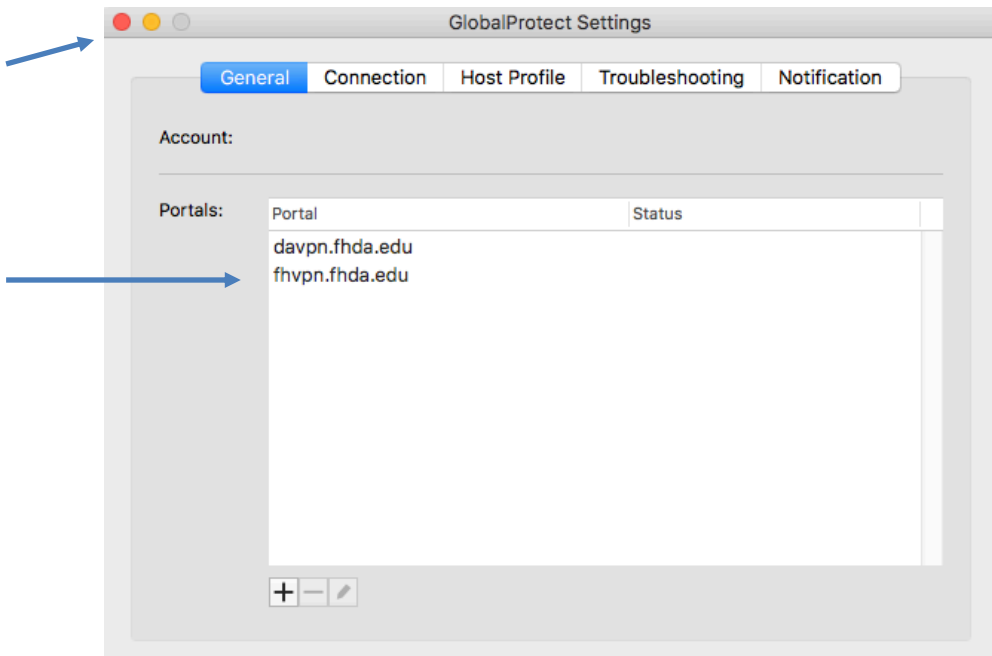 GlobalProtect Settings
General Connection Host Profile Troubleshooting Notification
Account:
Portals:
Portal Status
davpn.fhda.edu
fhvpn.fhda.edu